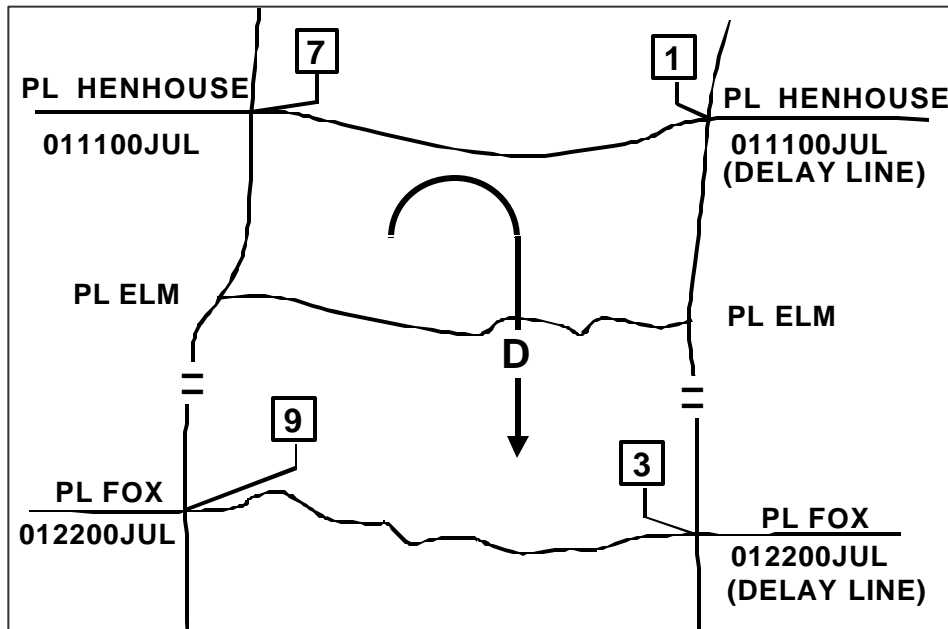 7
1
PL HENHOUSE
PL HENHOUSE
011100JUL
011100JUL
(DELAY LINE)
PL ELM
PL ELM
D
9
3
PL FOX
PL FOX
012200JUL
012200JUL
(DELAY LINE)